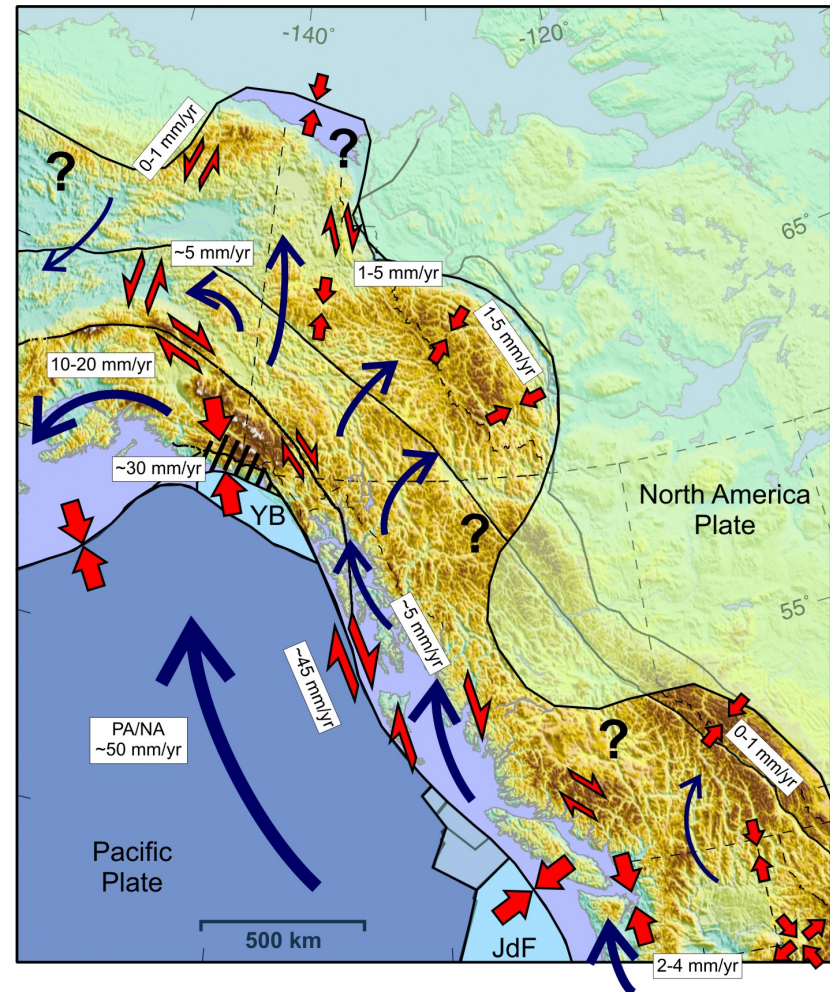 -140°
-120°
0-1 mm/yr
?
?
65°
~5 mm/yr
1-5 mm/yr
1-5 mm/yr
10-20 mm/yr
~30 mm/yr
YB
North America
Plate
?
55°
~5 mm/yr
~45 mm/yr
PA/NA
~50 mm/yr
?
0-1 mm/yr
Pacific
Plate
500 km
JdF
2-4 mm/yr